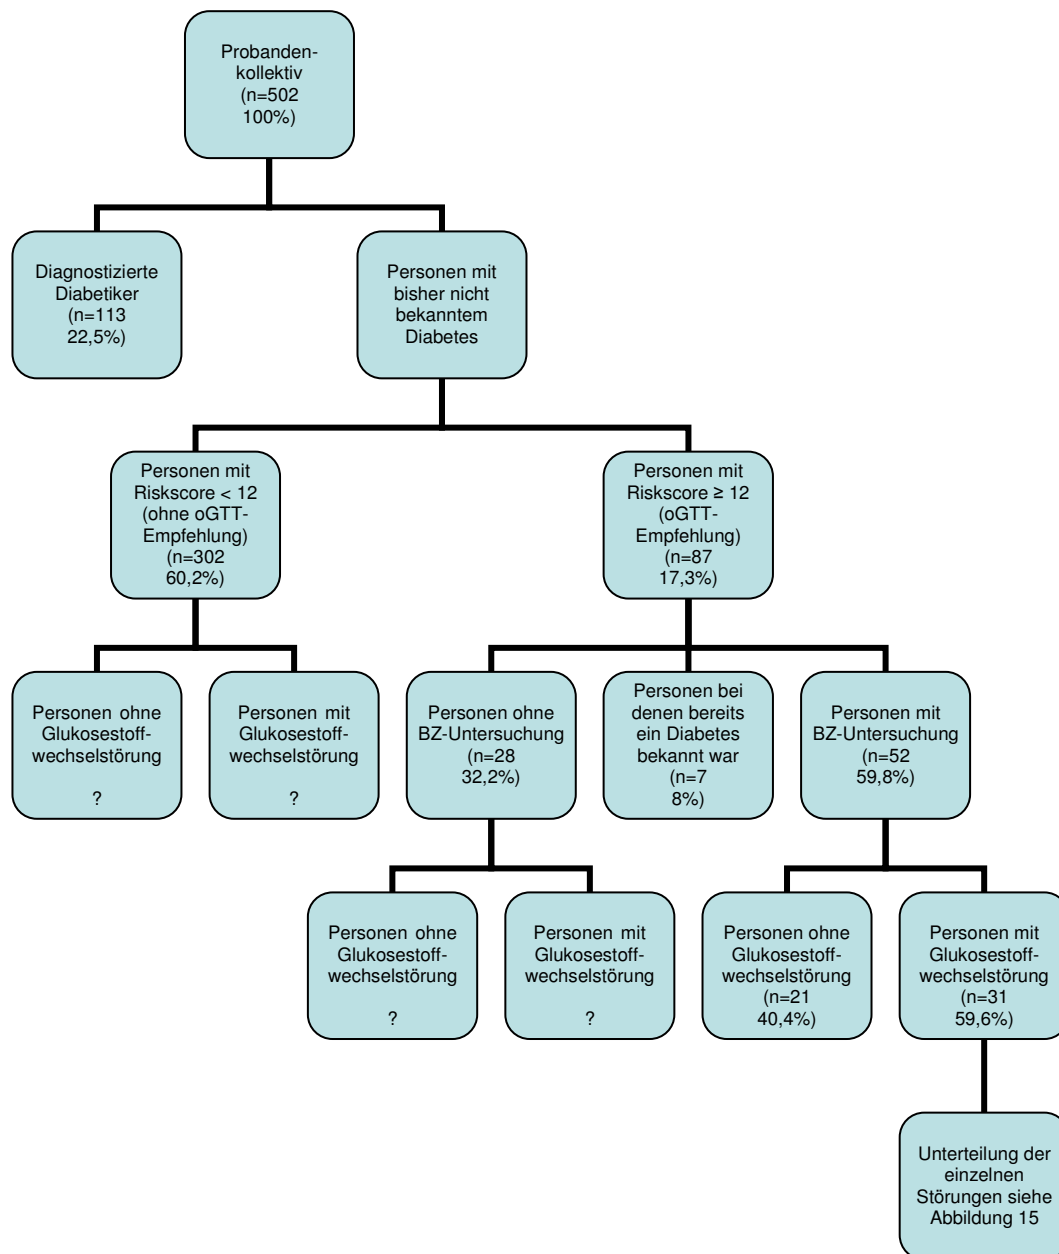 Probanden-
kollektiv
(n=502
100%)
Diagnostizierte
Diabetiker
(n=113
22,5%)
Personen mit
bisher nicht
bekanntem
Diabetes
Personen mit
Riskscore < 12
(ohne oGTT-
Empfehlung)
(n=302
60,2%)
Personen mit
Riskscore ≥ 12
(oGTT-
Empfehlung)
(n=87
17,3%)
Personen ohne
Glukosestoff-
wechselstörung
?
Personen mit
Glukosestoff-
wechselstörung
?
Personen ohne
BZ-Untersuchung
(n=28
32,2%)
Personen bei
denen bereits
ein Diabetes
bekannt war
(n=7
8%)
Personen mit
BZ-Untersuchung
(n=52
59,8%)
Personen ohne
Glukosestoff-
wechselstörung
?
Personen mit
Glukosestoff-
wechselstörung
?
Personen ohne
Glukosestoff-
wechselstörung
(n=21
40,4%)
Personen mit
Glukosestoff-
wechselstörung
(n=31
59,6%)
Unterteilung der
einzelnen
Störungen siehe
Abbildung 15